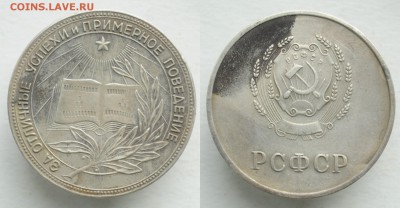 COINS.LAVE.RU
ЗА ОТЛИЧНЫЕ УСПЕХИ И ПРИМЕРНОЕ ПОВЕДЕНИЕ
РСФСР